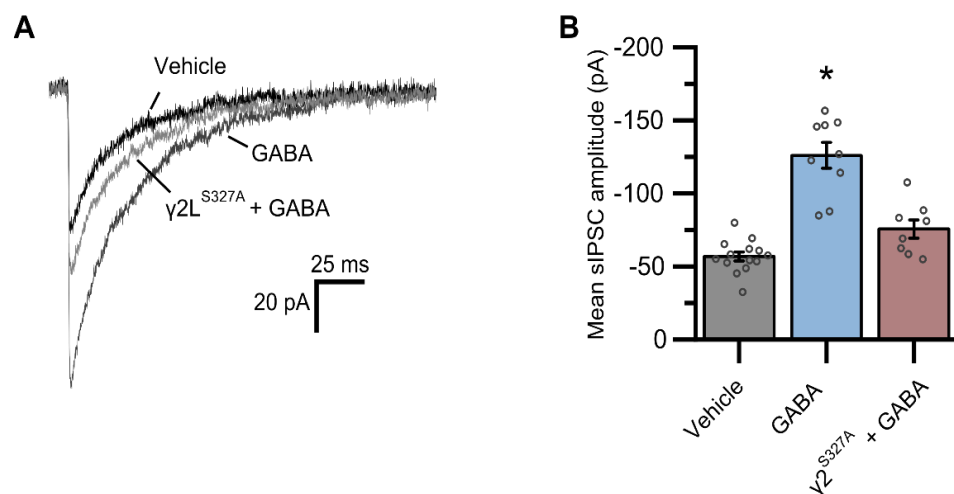 A
Vehicle
GABA
γ2L^S327A + GABA
25 ms
20 pA
B
Mean sIPSC amplitude (pA)
-200
-150
-100
-50
0
*
Vehicle
GABA
γ2^S327A + GABA